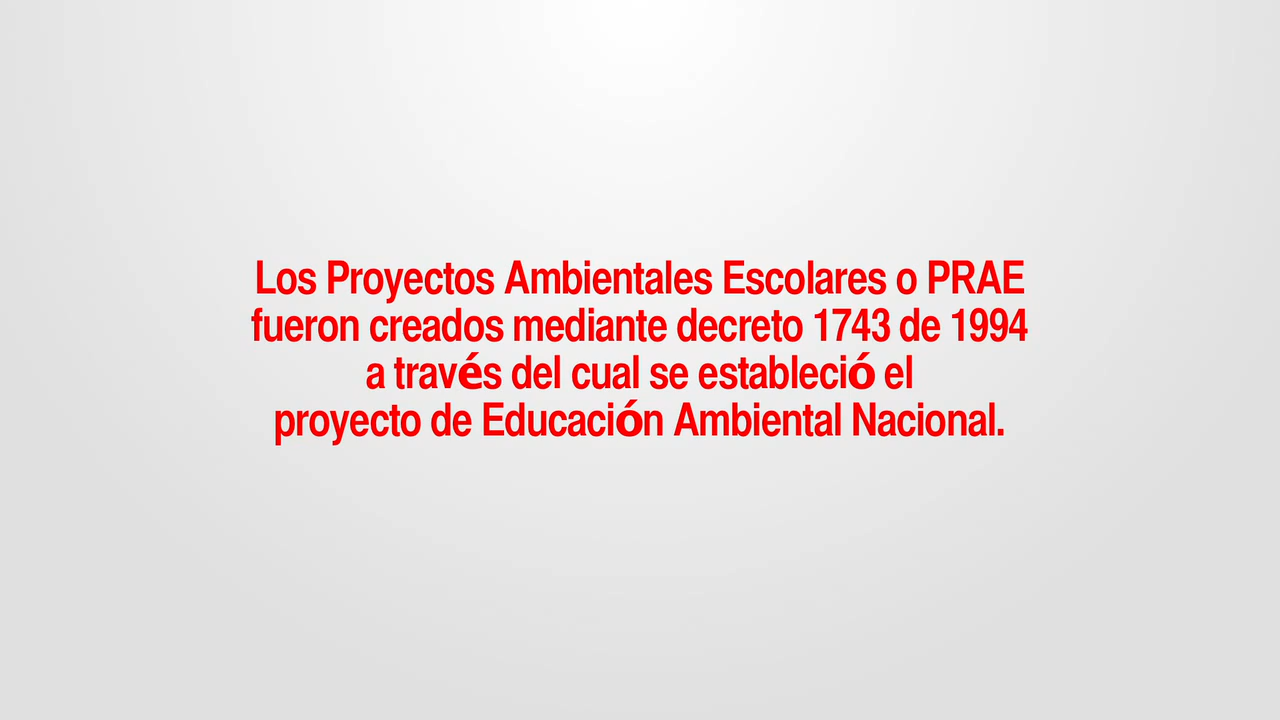 Los Proyectos Ambientales Escolares o PRAE
fueron creados mediante decreto 1743 de 1994
a través del cual se estableció el
proyecto de Educación Ambiental Nacional.